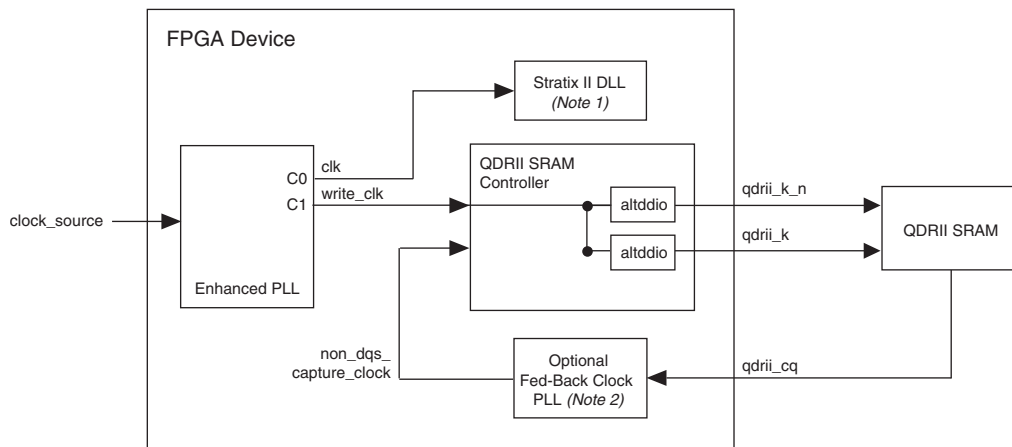 FPGA Device
Stratix II DLL
(Note 1)
clk
QDRII SRAM
Controller
C0
C1
write_clk
altddio
qdrii_k_n
clock_source
QDRII SRAM
altddio
qdrii_k
Enhanced PLL
non_dqs_
capture_clock
Optional
Fed-Back Clock
PLL (Note 2)
qdrii_cq